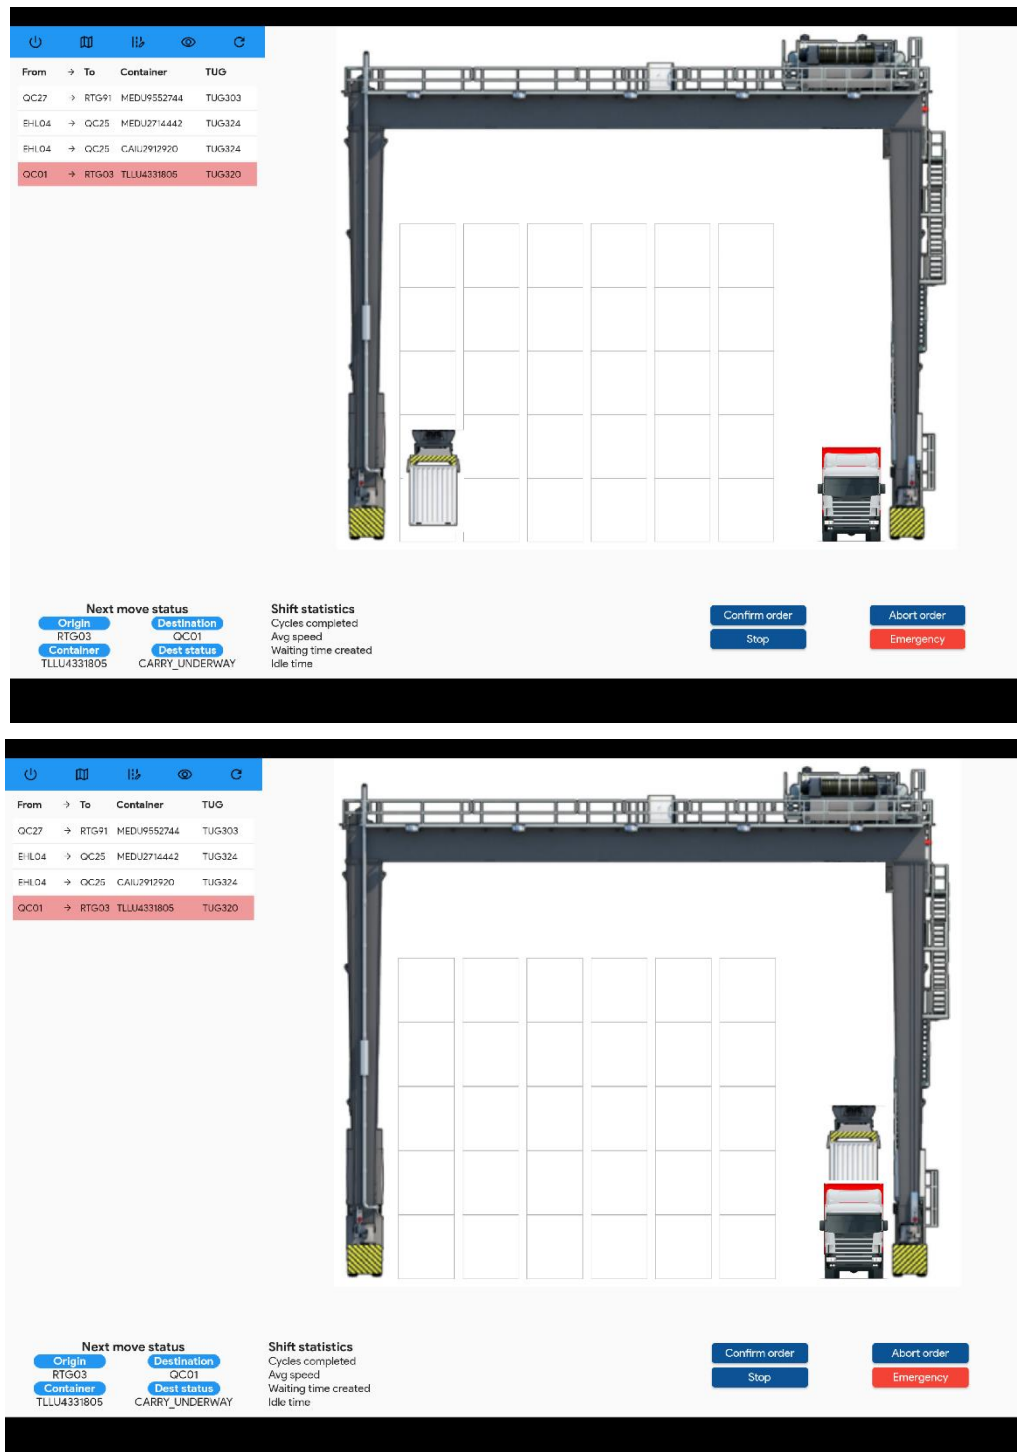 From → To Container TUG
QC27 → RTG91 MEDU9552744 TUG303
EHL04 → QC25 MEDU2714442 TUG324
EHL04 → QC25 CAIU2912920 TUG324
QC01 → RTG03 TLLU4331805 TUG320
Next move status
Origin Destination
RTG03 QC01
Container Dest status
TLLU4331805 CARRY_UNDERWAY
Shift statistics
Cycles completed
Avg speed
Waiting time created
Idle time
Confirm order Abort order
Stop Emergency
From → To Container TUG
QC27 → RTG91 MEDU9552744 TUG303
EHL04 → QC25 MEDU2714442 TUG324
EHL04 → QC25 CAIU2912920 TUG324
QC01 → RTG03 TLLU4331805 TUG320
Next move status
Origin Destination
RTG03 QC01
Container Dest status
TLLU4331805 CARRY_UNDERWAY
Shift statistics
Cycles completed
Avg speed
Waiting time created
Idle time
Confirm order Abort order
Stop Emergency